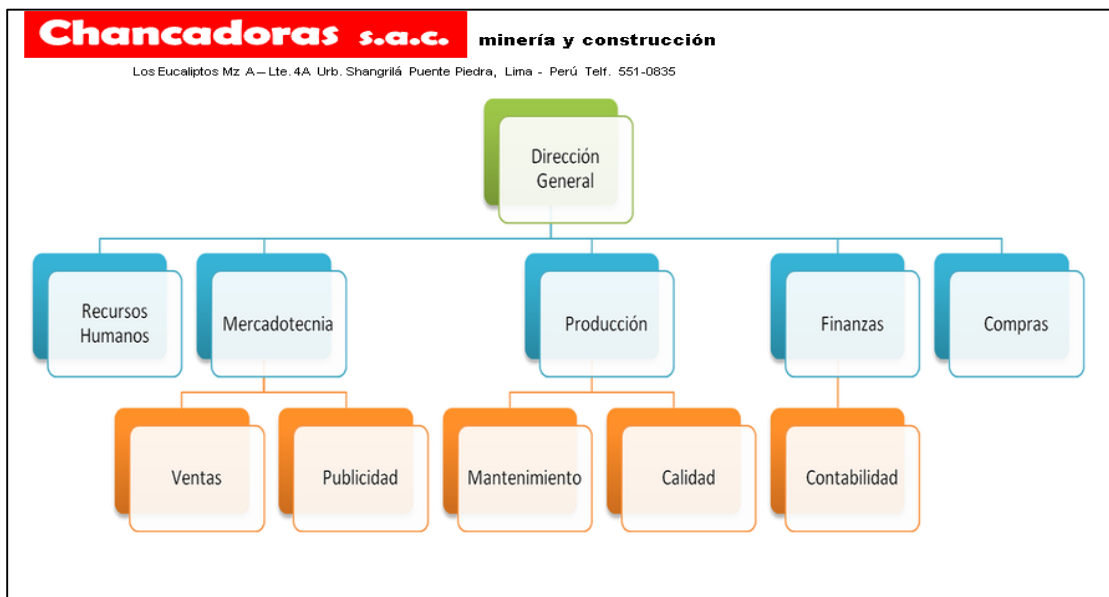 Chancadoras s.a.c. minería y construcción
Los Eucaliptos Mz A – Lte. 4A Urb. Shangrilá Puente Piedra, Lima - Perú Telf. 551-0835
Dirección
General
Recursos
Humanos
Mercadotecnia
Producción
Finanzas
Compras
Ventas
Publicidad
Mantenimiento
Calidad
Contabilidad